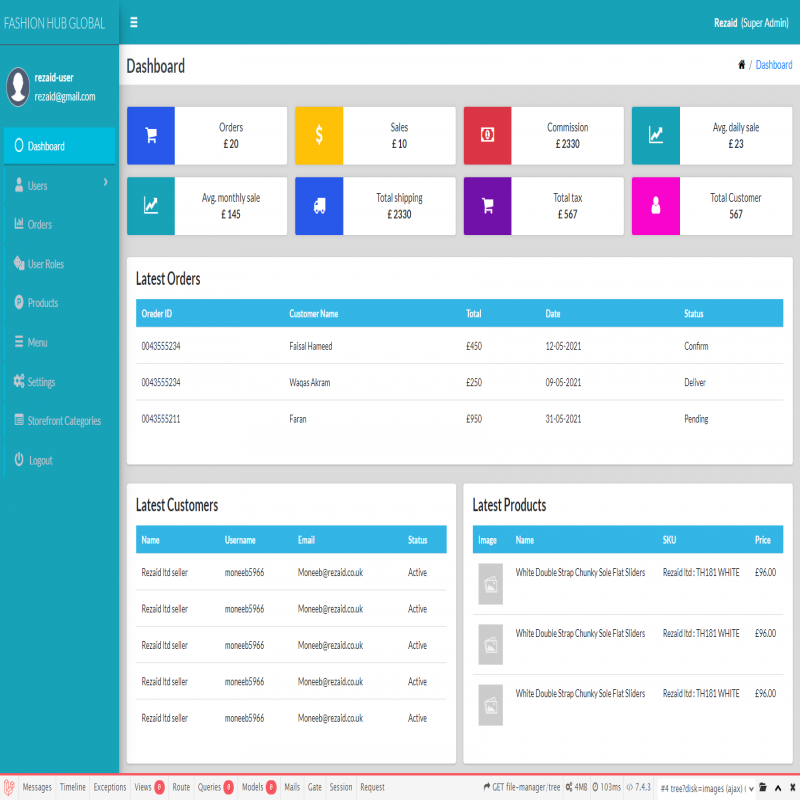 FASHION HUB GLOBAL
Rezaid (Super Admin)
rezaid-user
rezaid@gmail.com
Dashboard
Users
Orders
User Roles
Products
Menu
Settings
Storefront Categories
Logout
Dashboard
/ Dashboard
Orders
£ 20
Sales
£ 10
Commission
£ 2330
Avg. daily sale
£ 23
Avg. monthly sale
£ 145
Total shipping
£ 2330
Total tax
£ 567
Total Customer
567
Latest Orders
Oreder ID Customer Name Total Date Status
0043555234 Faisal Hameed £450 12-05-2021 Confirm
0043555234 Waqas Akram £250 09-05-2021 Deliver
0043555211 Faran £950 31-05-2021 Pending
Latest Customers
Name Username Email Status
Rezaid ltd seller moneeb5966 Moneeb@rezaid.co.uk Active
Rezaid ltd seller moneeb5966 Moneeb@rezaid.co.uk Active
Rezaid ltd seller moneeb5966 Moneeb@rezaid.co.uk Active
Rezaid ltd seller moneeb5966 Moneeb@rezaid.co.uk Active
Rezaid ltd seller moneeb5966 Moneeb@rezaid.co.uk Active
Latest Products
Image Name SKU Price
White Double Strap Chunky Sole Flat Sliders Rezaid ltd : TH181 WHITE £96.00
White Double Strap Chunky Sole Flat Sliders Rezaid ltd : TH181 WHITE £96.00
White Double Strap Chunky Sole Flat Sliders Rezaid ltd : TH181 WHITE £96.00
Messages Timeline Exceptions Views 0 Route Queries 0 Models 0 Mails Gate Session Request GET file-manager/tree 4MB 103ms 7.4.3 #4 tree?disk=images (ajax)